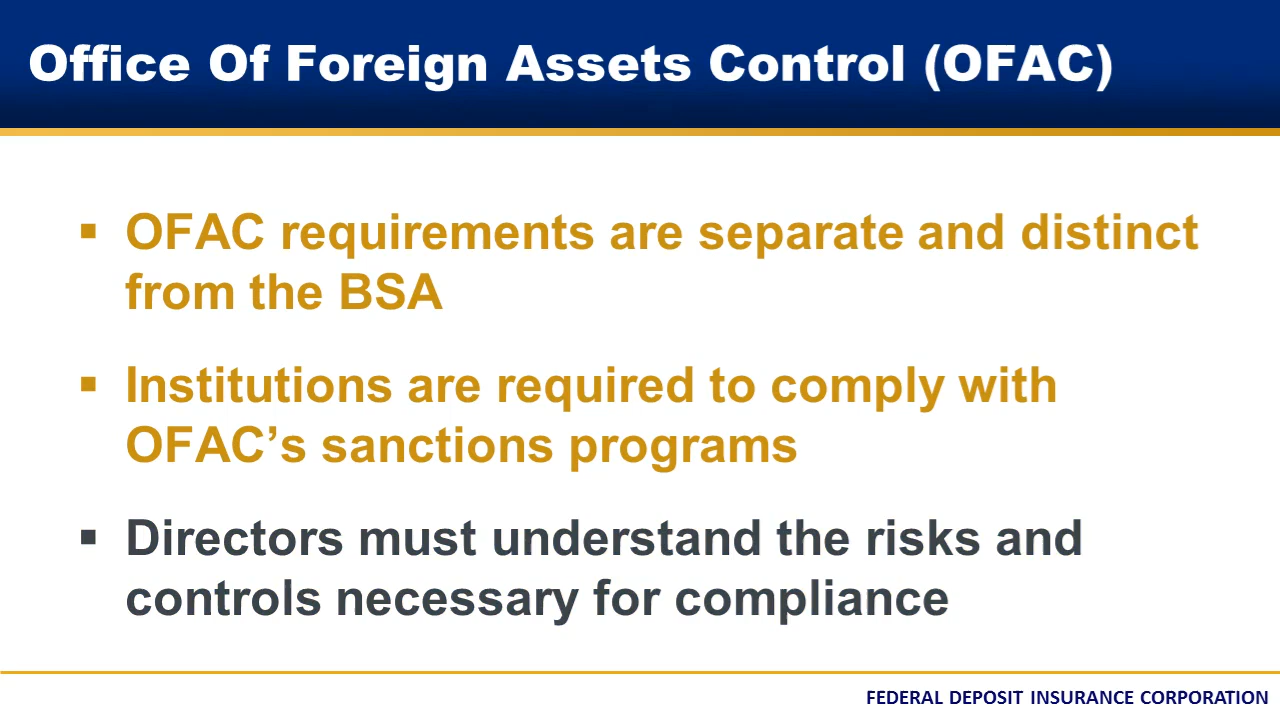 Office Of Foreign Assets Control (OFAC)
▪ OFAC requirements are separate and distinct
from the BSA
▪ Institutions are required to comply with
OFAC’s sanctions programs
▪ Directors must understand the risks and
controls necessary for compliance
FEDERAL DEPOSIT INSURANCE CORPORATION